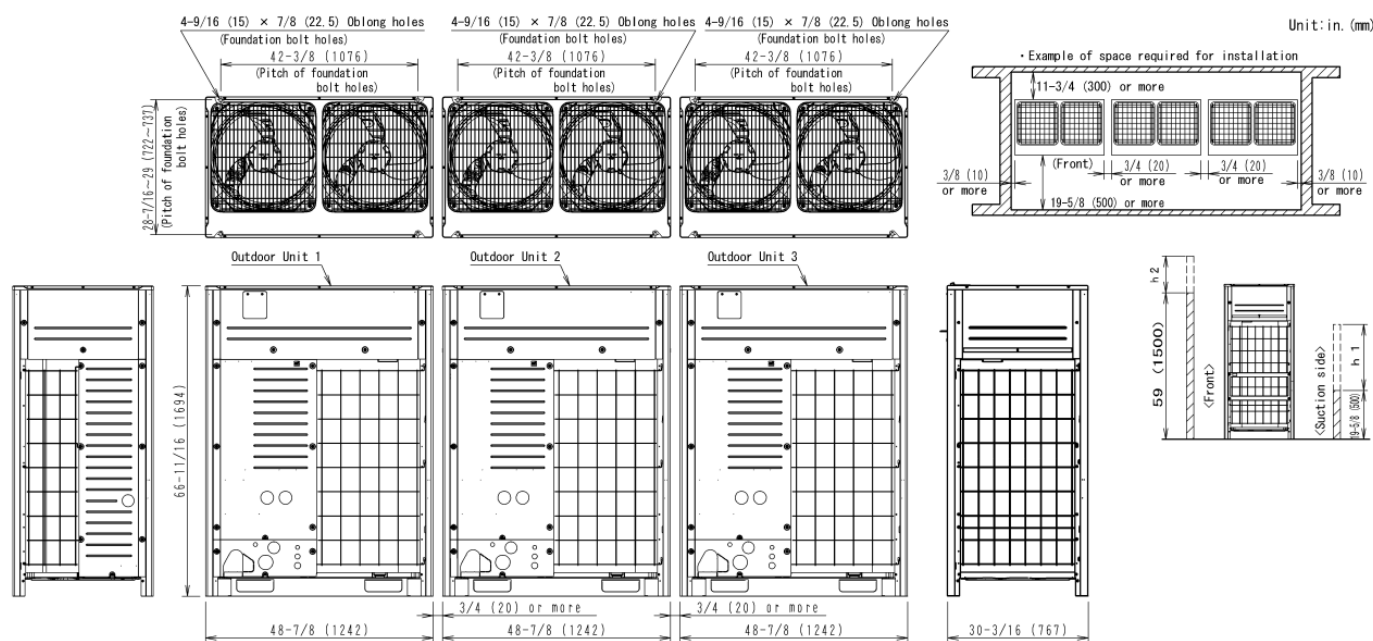 Unit:in.(mm)
4-9/16 (15) × 7/8 (22.5) Oblong holes
(Foundation bolt holes)
42-3/8 (1076)
(Pitch of foundation
bolt holes)
4-9/16 (15) × 7/8 (22.5) Oblong holes
(Foundation bolt holes)
42-3/8 (1076)
(Pitch of foundation
bolt holes)
4-9/16 (15) × 7/8 (22.5) Oblong holes
(Foundation bolt holes)
42-3/8 (1076)
(Pitch of foundation
bolt holes)
28-7/16~29 (722~737)
(Pitch of foundation
bolt holes)
・Example of space required for installation
11-3/4 (300) or more
(Front)
3/4 (20)
or more
3/4 (20)
or more
3/8 (10)
or more
3/8 (10)
or more
19-5/8 (500) or more
Outdoor Unit 1
Outdoor Unit 2
Outdoor Unit 3
66-11/16 (1694)
h2
59 (1500)
<Front>
<Suction side>
h1
19-5/8 (500)
3/4 (20) or more
3/4 (20) or more
48-7/8 (1242)
48-7/8 (1242)
48-7/8 (1242)
30-3/16 (767)